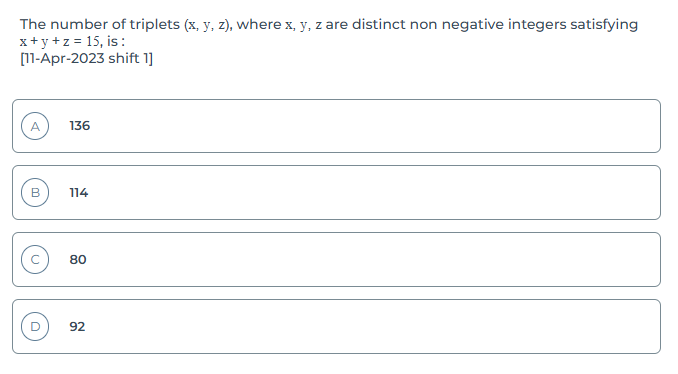 The number of triplets (x, y, z), where x, y, z are distinct non negative integers satisfying
x + y + z = 15, is :
[11-Apr-2023 shift 1]
A 136
B 114
C 80
D 92